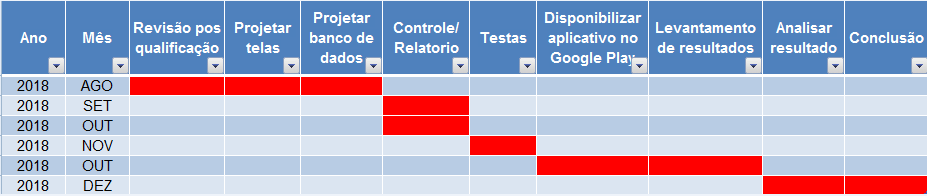 Ano Mês Revisão pos qualificação Projetar telas Projetar banco de dados Controle/ Relatorio Testas Disponibilizar aplicativo no Google Play Levantamento de resultados Analisar resultado Conclusão
2018 AGO
2018 SET
2018 OUT
2018 NOV
2018 OUT
2018 DEZ